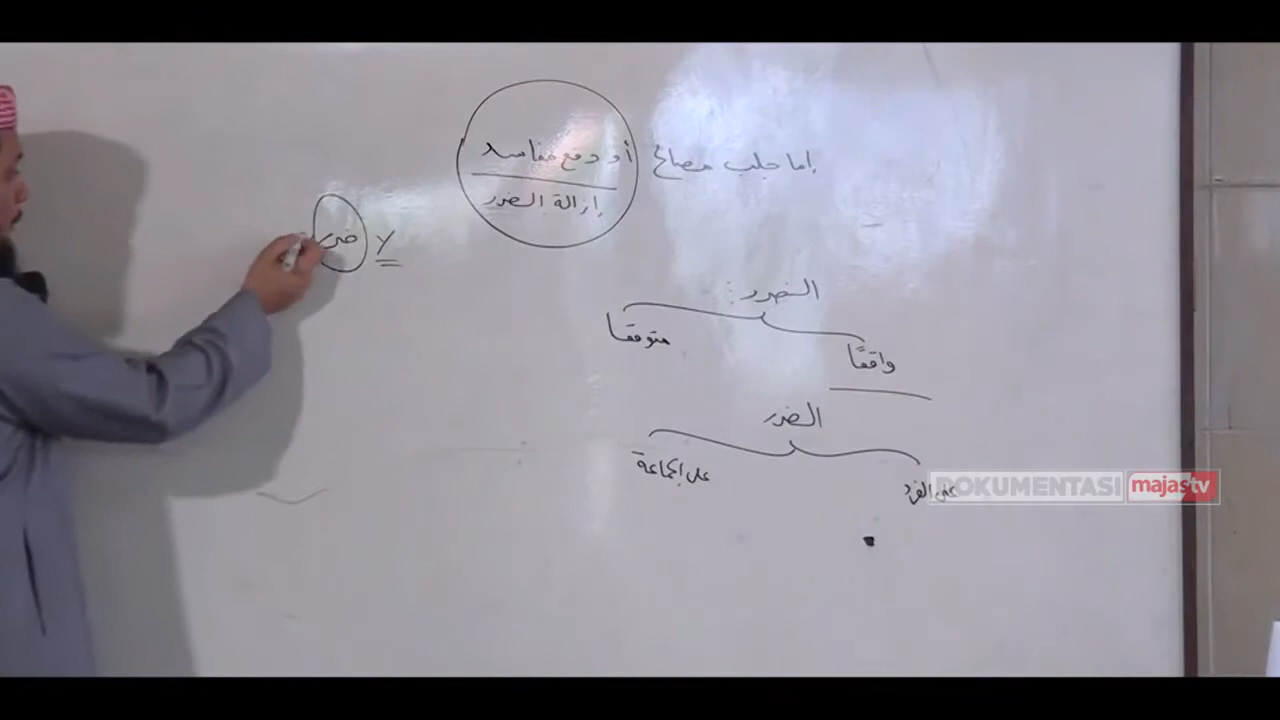 إما جلب مصالح أو دفع مفاسد
إزالة الضرر
لا ضرر
الضرر :
واقعًا
متوقعا
الضرر
على الفرد
على الجماعة
DOKUMENTASI majastv